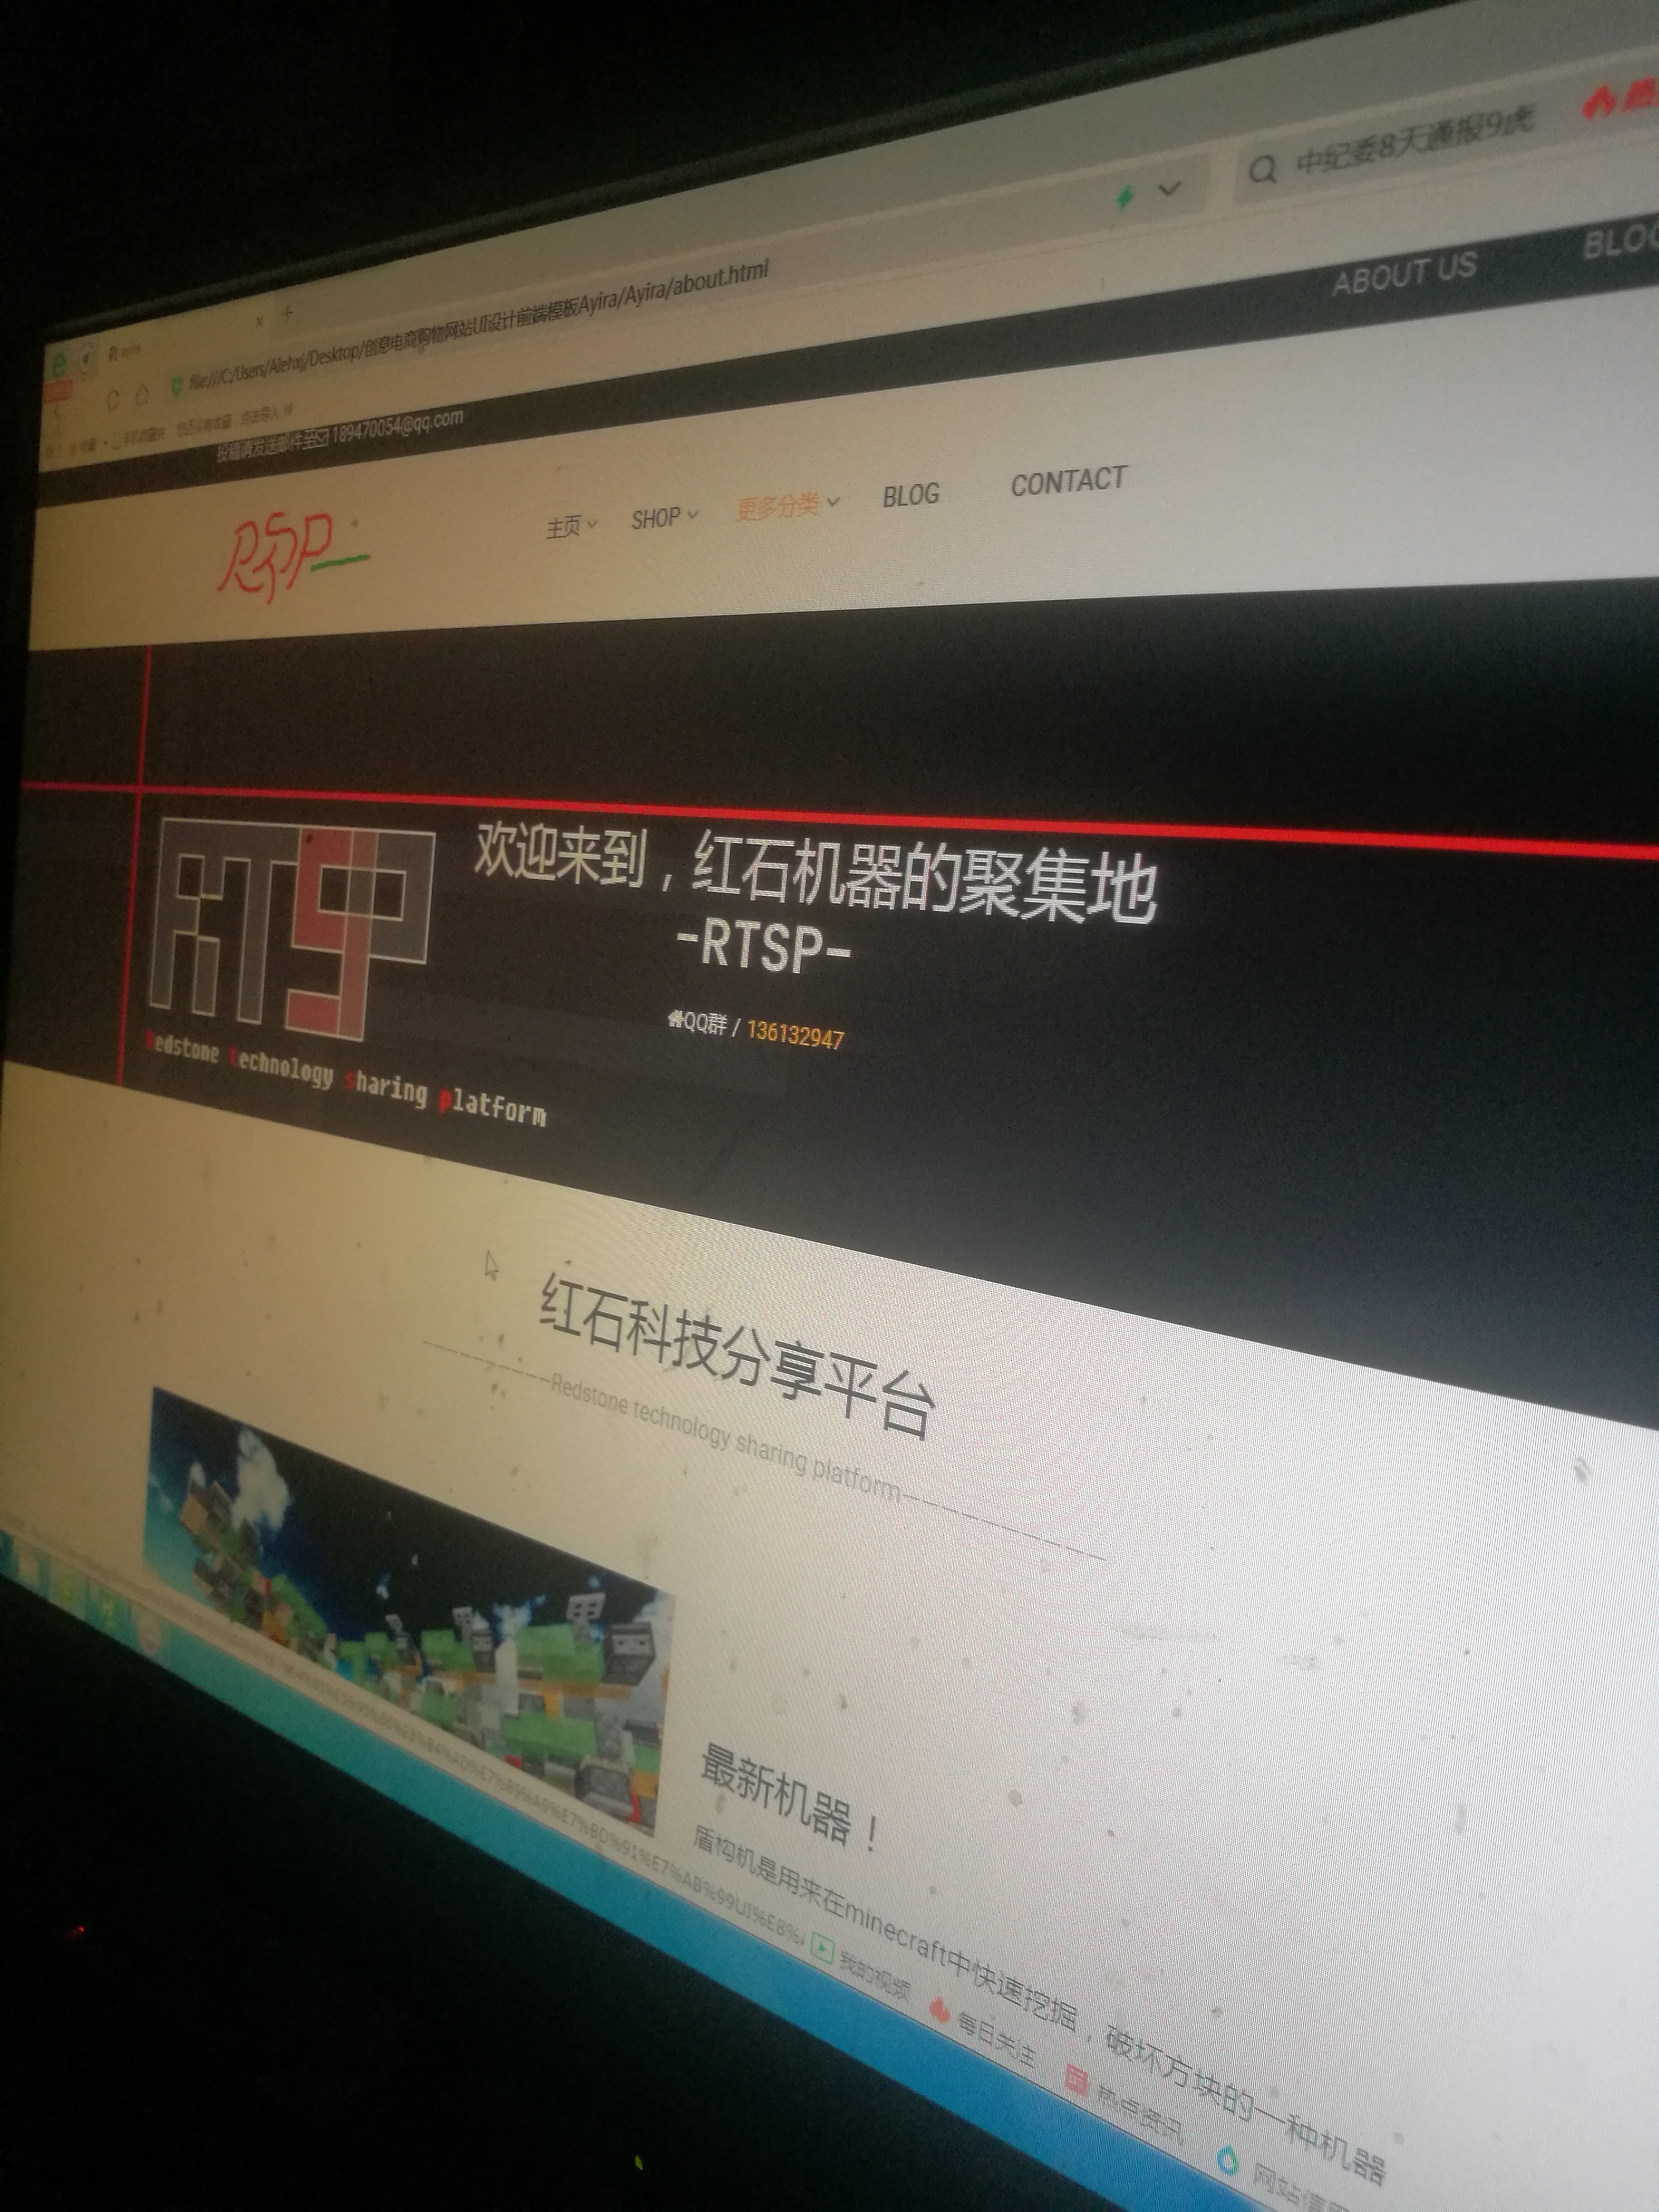 中纪委8天通报9虎
file:///C:/Users/Alehxj/Desktop/创意电商购物网站UI设计前端模板Ayira/Ayira/about.html
投稿请发送邮件至 189470054@qq.com
ABOUT US
BLOG
主页
SHOP
更多分类
BLOG
CONTACT
RTSP
欢迎来到，红石机器的聚集地
-RTSP-
QQ群 / 136132947
Redstone technology sharing platform
红石科技分享平台
Redstone technology sharing platform
最新机器！
盾构机是用来在minecraft中快速挖掘，破坏方块的一种机器
我的视频
每日关注
热点资讯